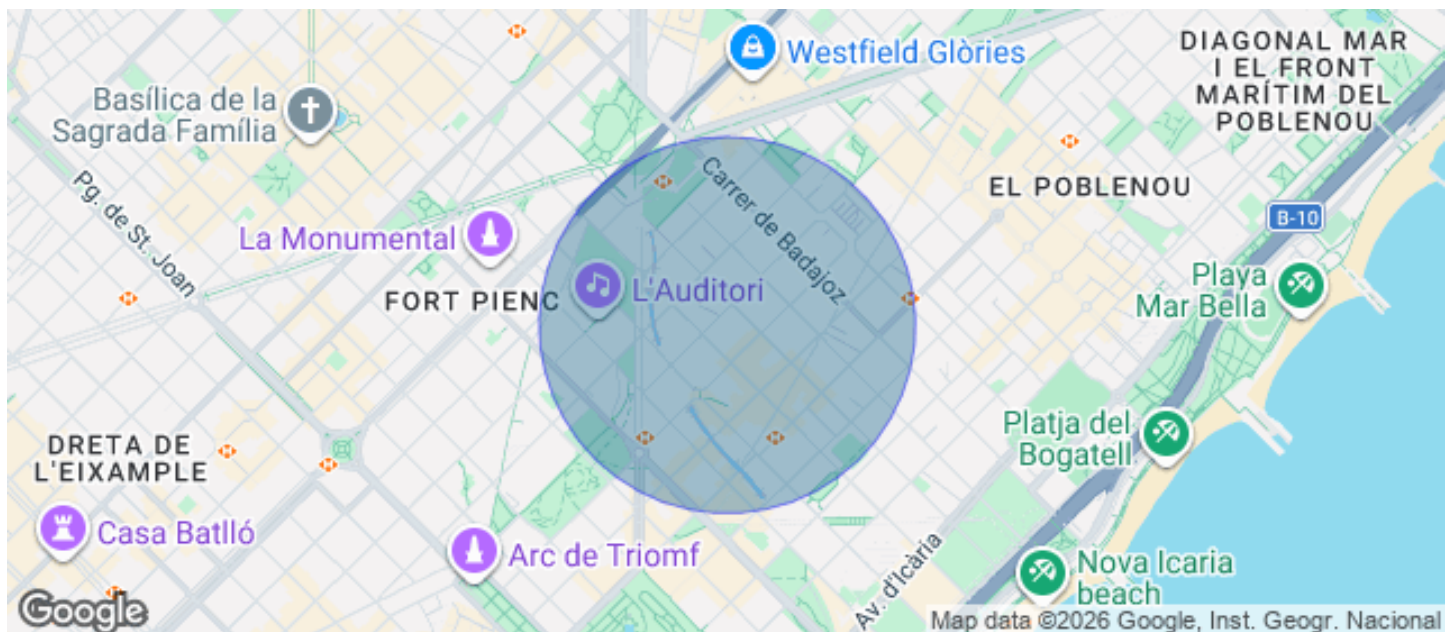 Westfield Glòries
DIAGONAL MAR
I EL FRONT
MARÍTIM DEL
POBLENOU
Basílica de la
Sagrada Família
Carrer de Badajoz
EL POBLENOU
Pg. de St. Joan
B-10
La Monumental
L'Auditori
FORT PIENC
Playa
Mar Bella
DRETA DE
L'EIXAMPLE
Platja del
Bogatell
Casa Batlló
Arc de Triomf
Av. d'Icària
Nova Icaria
beach
Google
Map data ©2026 Google, Inst. Geogr. Nacional